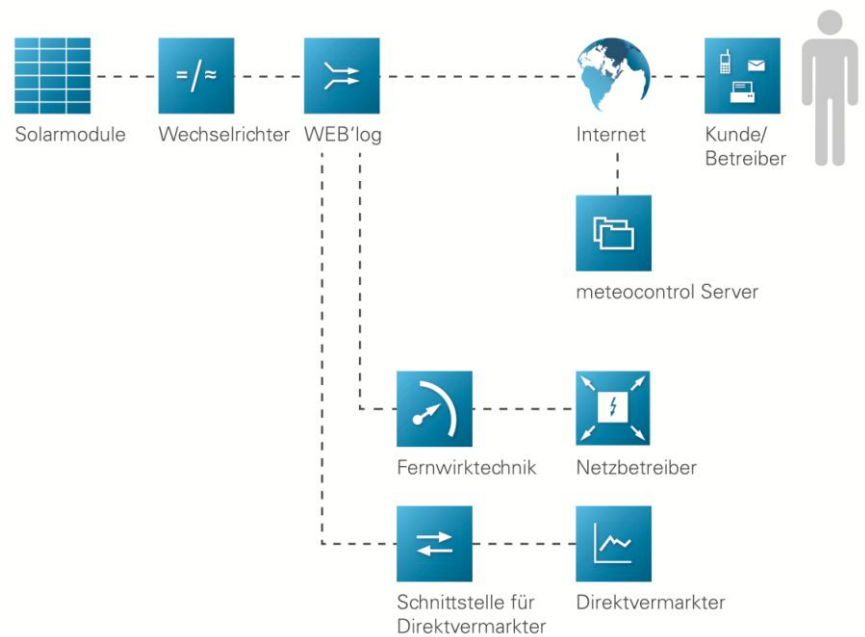 =/≈
Solarmodule
Wechselrichter
WEB'log
Internet
Kunde/
Betreiber
meteocontrol Server
Fernwirktechnik
Netzbetreiber
Schnittstelle für
Direktvermarkter
Direktvermarkter